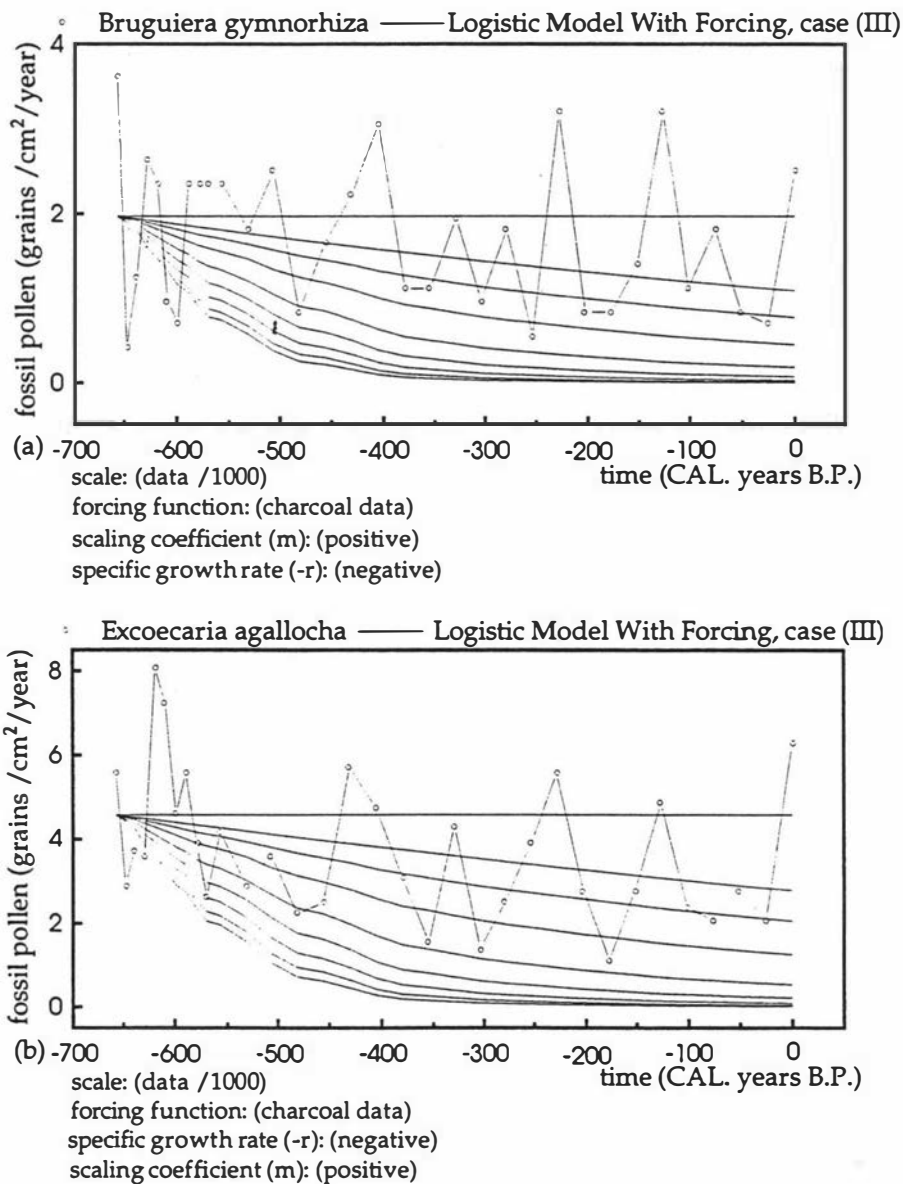 Bruguiera gymnorhiza —— Logistic Model With Forcing, case (III)
fossil pollen (grains /cm²/year)
4
2
0
(a) -700 -600 -500 -400 -300 -200 -100 0
time (CAL. years B.P.)
scale: (data /1000)
forcing function: (charcoal data)
scaling coefficient (m): (positive)
specific growth rate (-r): (negative)
Excoecaria agallocha —— Logistic Model With Forcing, case (III)
fossil pollen (grains /cm²/year)
8
6
4
2
0
(b) -700 -600 -500 -400 -300 -200 -100 0
time (CAL. years B.P.)
scale: (data /1000)
forcing function: (charcoal data)
specific growth rate (-r): (negative)
scaling coefficient (m): (positive)